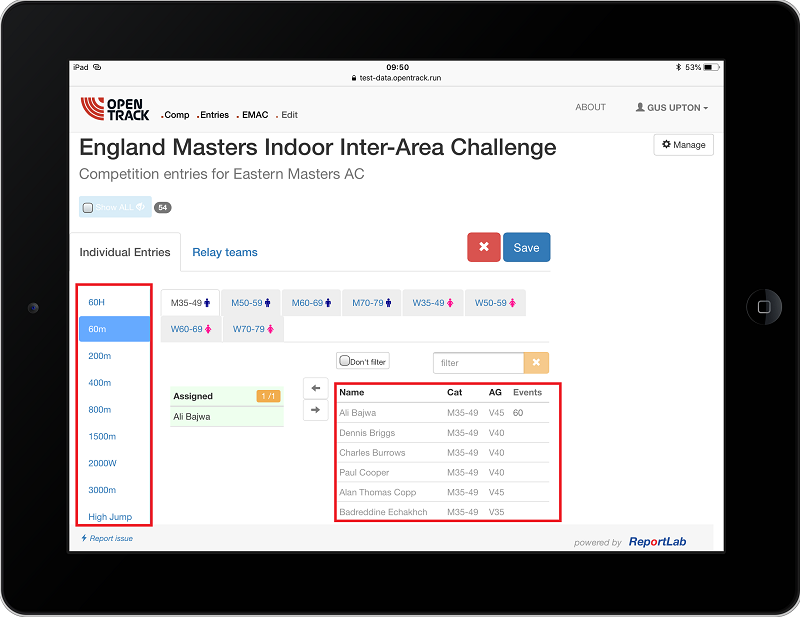 iPad
09:50
53%
test-data.opentrack.run
OPEN
TRACK
.Comp .Entries . EMAC . Edit
ABOUT
GUS UPTON
England Masters Indoor Inter-Area Challenge
Manage
Competition entries for Eastern Masters AC
Show ALL
54
Individual Entries
Relay teams
Save
60H
60m
200m
400m
800m
1500m
2000W
3000m
High Jump
M35-49
M50-59
M60-69
M70-79
W35-49
W50-59
W60-69
W70-79
Don't filter
filter
Assigned
1 /1
Ali Bajwa
Name Cat AG Events
Ali Bajwa M35-49 V45 60
Dennis Briggs M35-49 V40
Charles Burrows M35-49 V40
Paul Cooper M35-49 V40
Alan Thomas Copp M35-49 V45
Badreddine Echakhch M35-49 V35
Report issue
powered by ReportLab